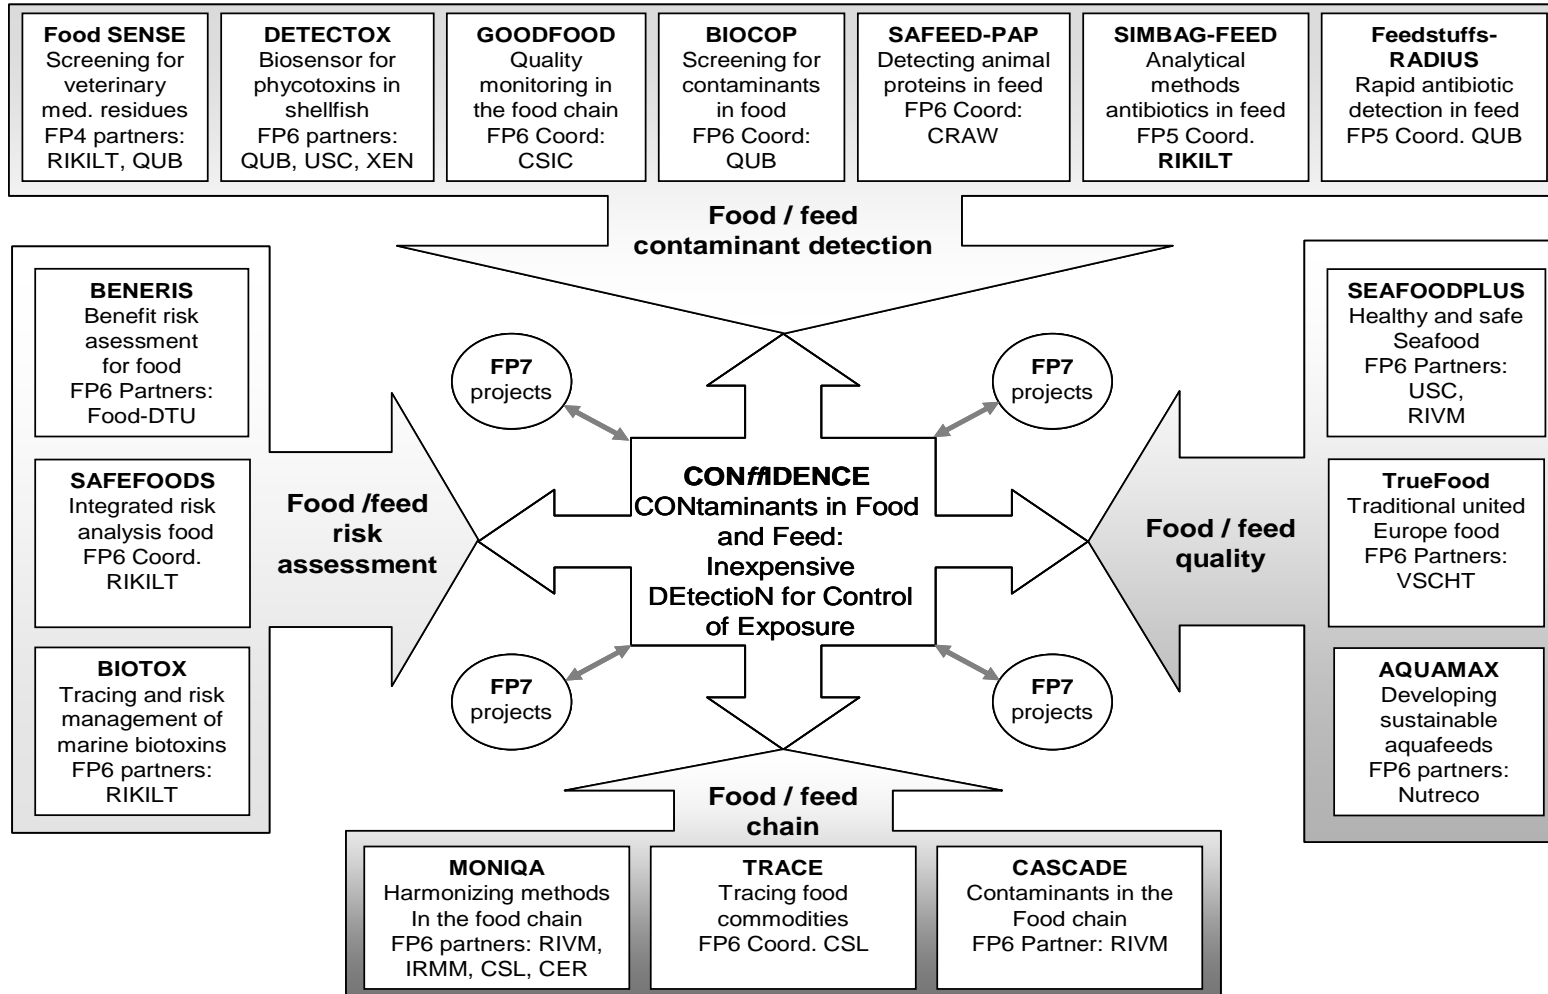 Food SENSE
Screening for
veterinary
med. residues
FP4 partners:
RIKILT, QUB
DETECTOX
Biosensor for
phycotoxins in
shellfish
FP6 partners:
QUB, USC, XEN
GOODFOOD
Quality
monitoring in
the food chain
FP6 Coord:
CSIC
BIOCOP
Screening for
contaminants
in food
FP6 Coord:
QUB
SAFEED-PAP
Detecting animal
proteins in feed
FP6 Coord:
CRAW
SIMBAG-FEED
Analytical
methods
antibiotics in feed
FP5 Coord.
RIKILT
Feedstuffs-
RADIUS
Rapid antibiotic
detection in feed
FP5 Coord. QUB
Food / feed
contaminant detection
BENERIS
Benefit risk
asessment
for food
FP6 Partners:
Food-DTU
SAFEFOODS
Integrated risk
analysis food
FP6 Coord.
RIKILT
BIOTOX
Tracing and risk
management of
marine biotoxins
FP6 partners:
RIKILT
Food /feed
risk
assessment
FP7
projects
FP7
projects
CONffIDENCE
CONtaminants in Food
and Feed:
Inexpensive
DEtectioN for Control
of Exposure
FP7
projects
FP7
projects
Food / feed
quality
SEAFOODPLUS
Healthy and safe
Seafood
FP6 Partners:
USC,
RIVM
TrueFood
Traditional united
Europe food
FP6 Partners:
VSCHT
AQUAMAX
Developing
sustainable
aquafeeds
FP6 partners:
Nutreco
Food / feed
chain
MONIQA
Harmonizing methods
In the food chain
FP6 partners: RIVM,
IRMM, CSL, CER
TRACE
Tracing food
commodities
FP6 Coord. CSL
CASCADE
Contaminants in the
Food chain
FP6 Partner: RIVM